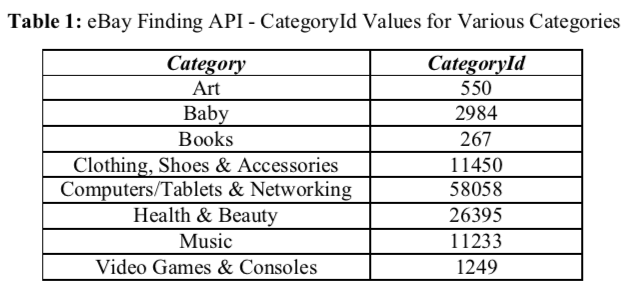 Table 1: eBay Finding API - CategoryId Values for Various Categories
Category CategoryId
Art 550
Baby 2984
Books 267
Clothing, Shoes & Accessories 11450
Computers/Tablets & Networking 58058
Health & Beauty 26395
Music 11233
Video Games & Consoles 1249